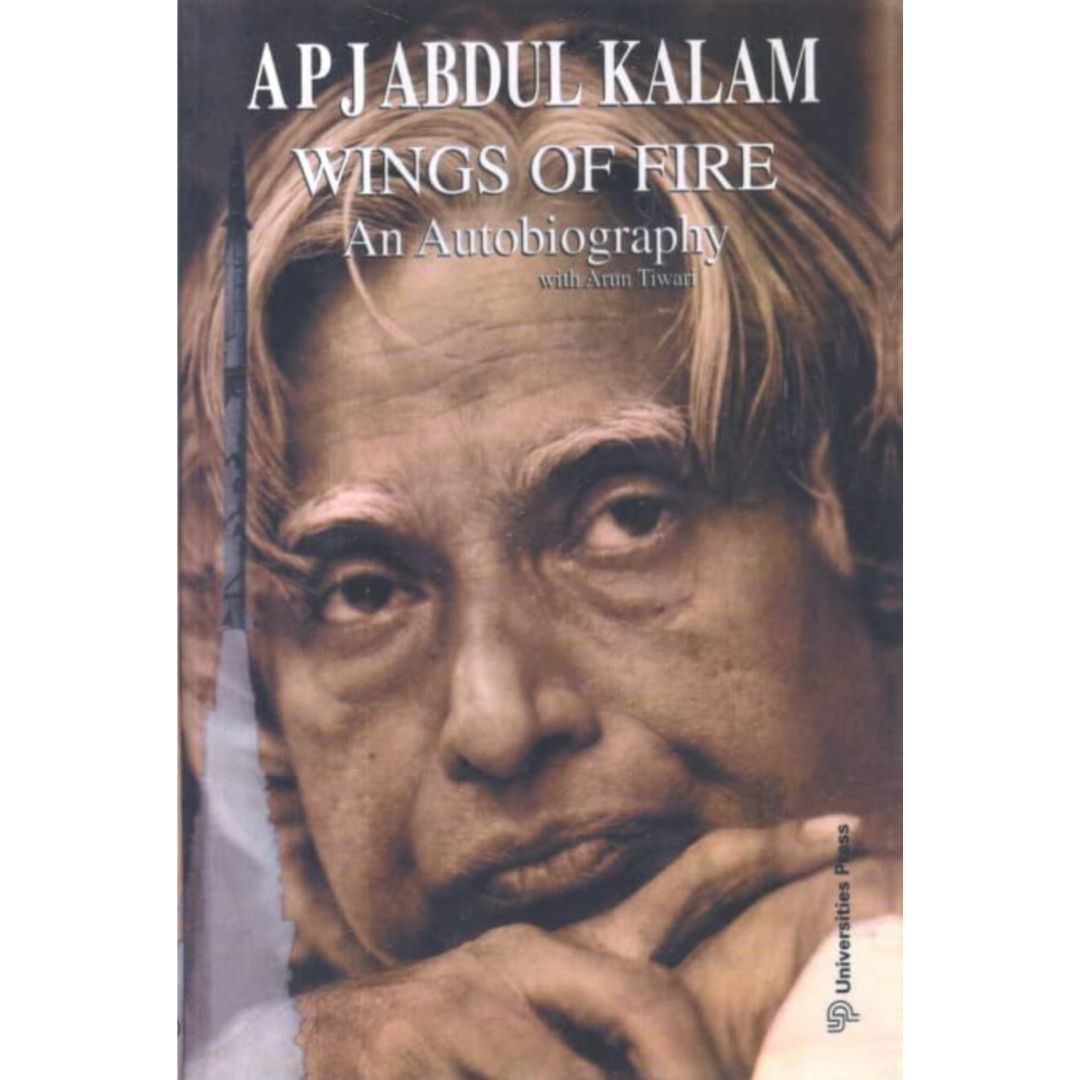 A P J ABDUL KALAM
WINGS OF FIRE
An Autobiography
with Arun Tiwari
Universities Press